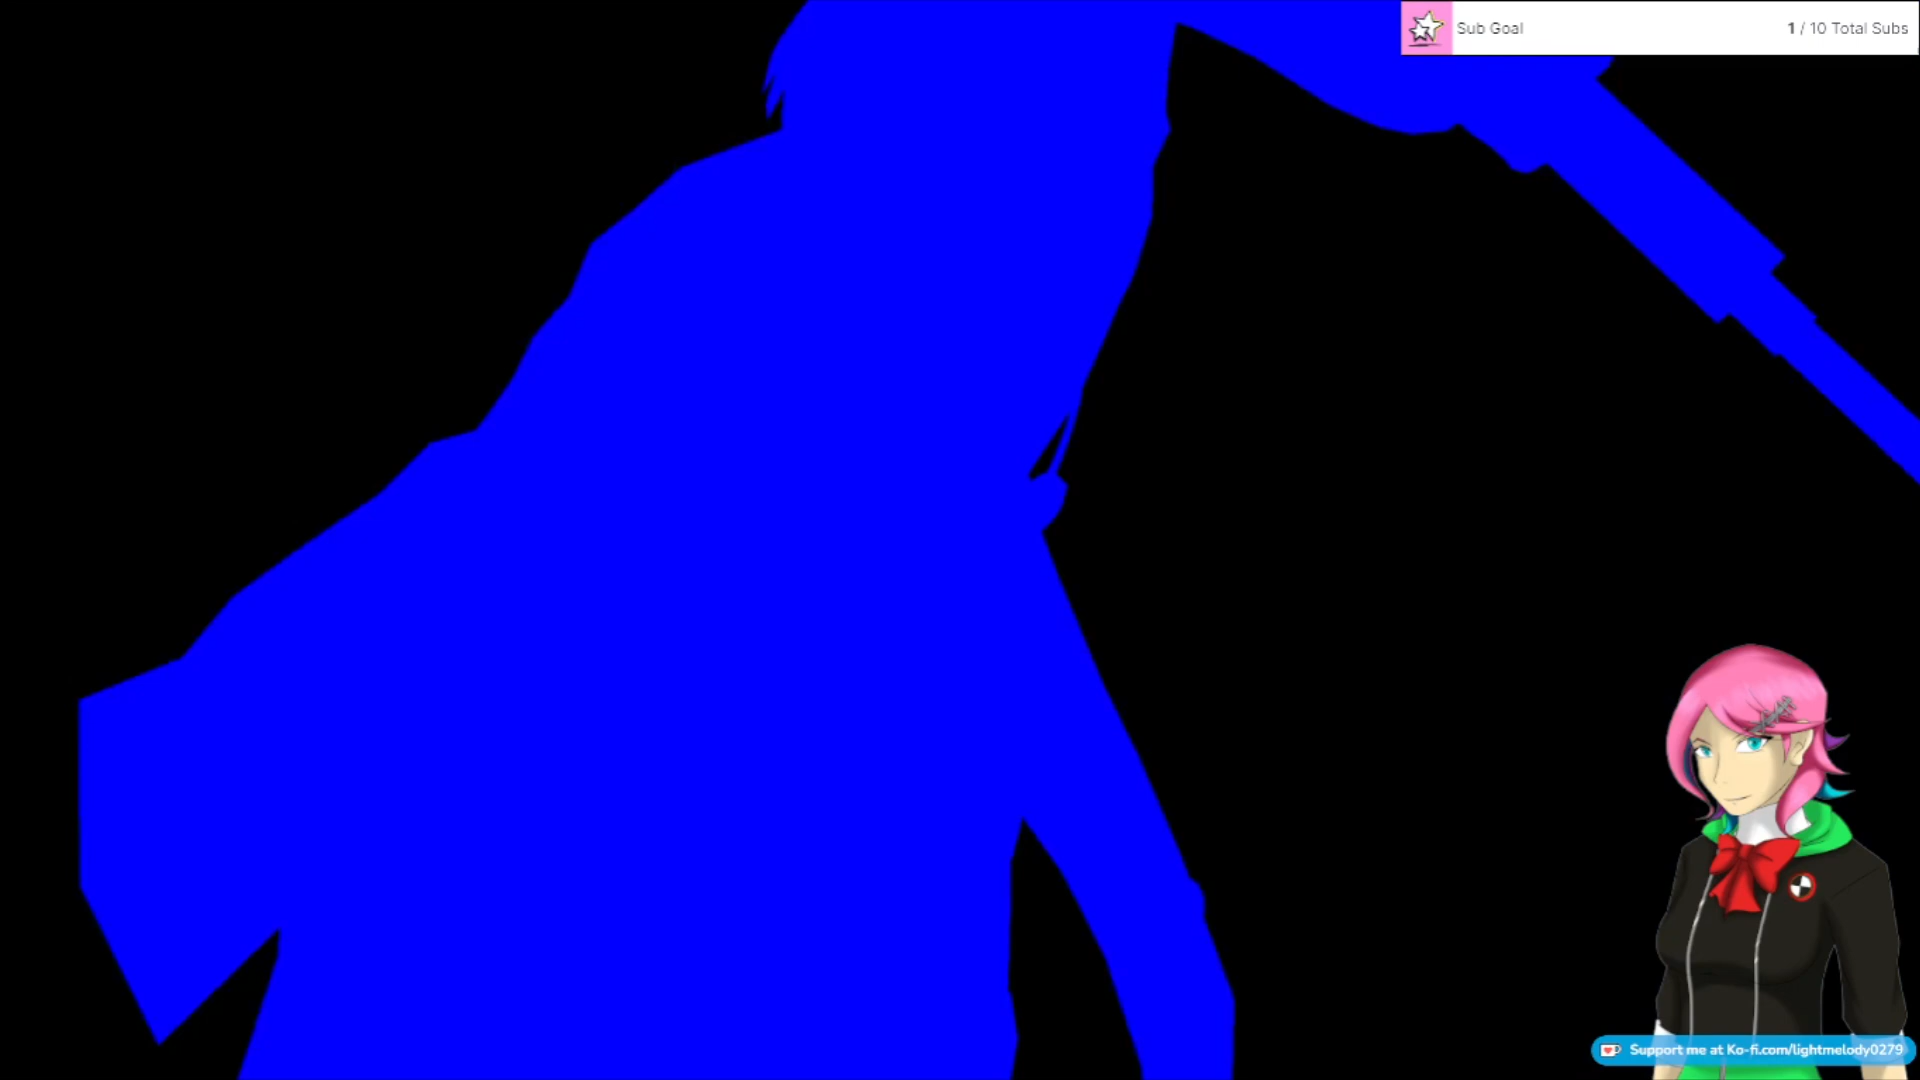 Sub Goal
1 / 10 Total Subs
Support me at Ko-fi.com/lightmelody0279